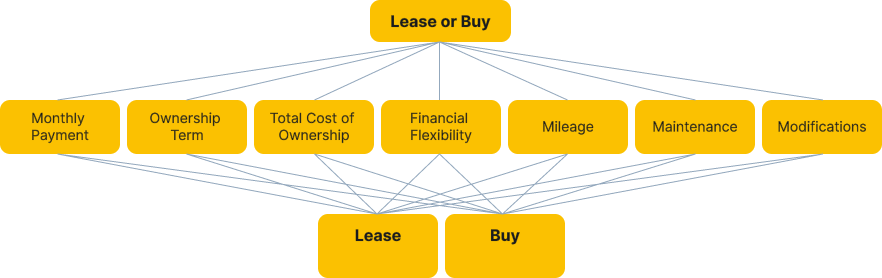 Lease or Buy
Monthly
Payment
Ownership
Term
Total Cost of
Ownership
Financial
Flexibility
Mileage
Maintenance
Modifications
Lease
Buy